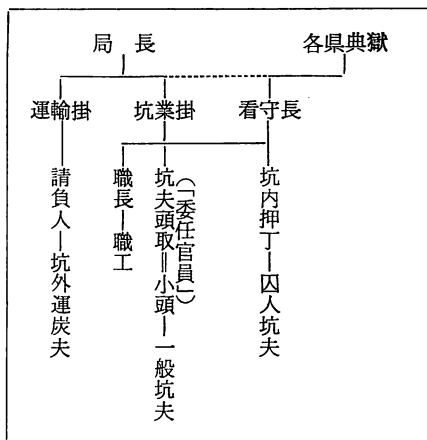 各県典獄
局長
看守長
坑業掛
運輸掛
坑内押丁―囚人坑夫
(「委任官員」)
坑夫頭取＝小頭―一般坑夫
職長―職工
請負人―坑外運炭夫